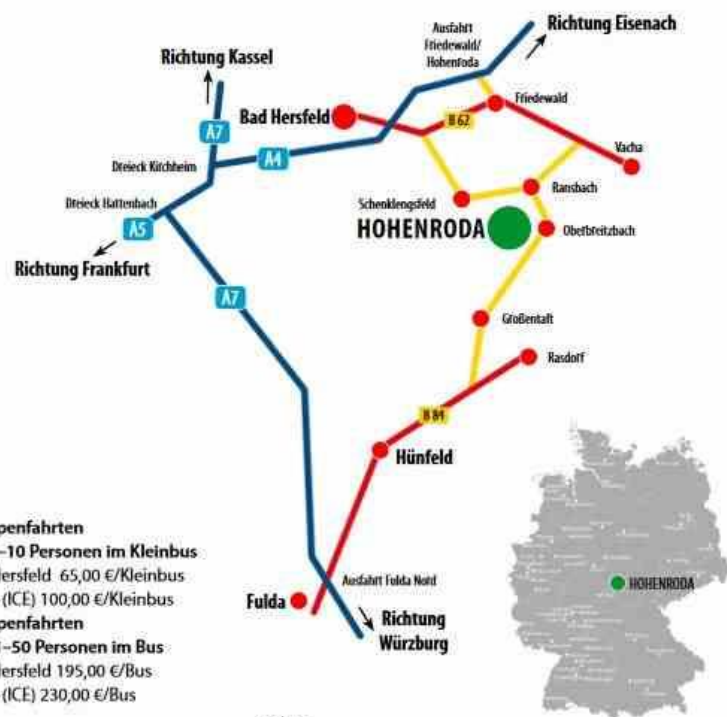 Richtung Eisenach
Ausfahrt
Friedewald/
Hohenroda
Richtung Kassel
Friedewald
Bad Hersfeld
B 62
A7
Vacha
A4
Dreieck Kirchheim
Ransbach
Schenklengsfeld
Dreieck Hattenbach
HOHENRODA
Oberbreitzbach
A5
Richtung Frankfurt
A7
Großentaft
Rasdorf
B 84
Hünfeld
penfahrten
–10 Personen im Kleinbus
ersfeld 65,00 €/Kleinbus
(ICE) 100,00 €/Kleinbus
penfahrten
–50 Personen im Bus
ersfeld 195,00 €/Bus
(ICE) 230,00 €/Bus
Ausfahrt Fulda Nord
Fulda
Richtung
Würzburg
HOHENRODA